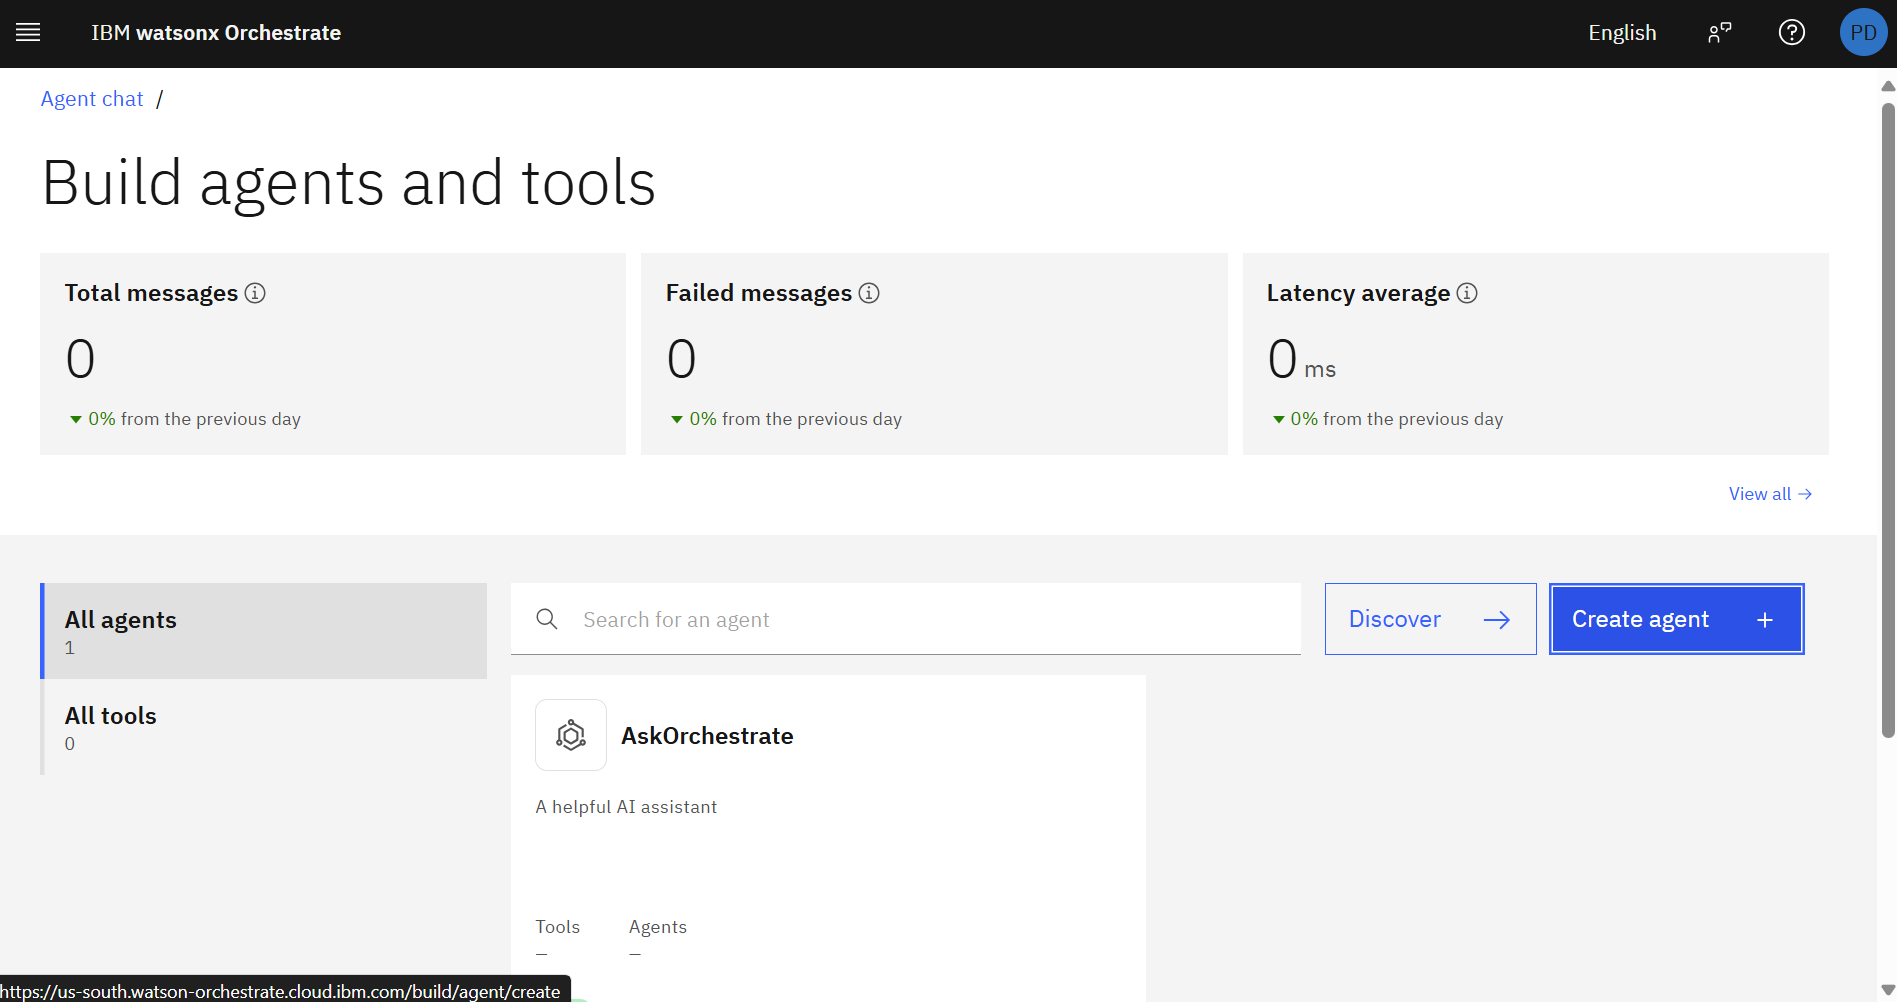 IBM watsonx Orchestrate
English
PD
Agent chat /
Build agents and tools
Total messages
0
0% from the previous day
Failed messages
0
0% from the previous day
Latency average
0 ms
0% from the previous day
View all
All agents
1
All tools
0
Search for an agent
Discover
Create agent +
AskOrchestrate
A helpful AI assistant
Tools Agents
– –
https://us-south.watson-orchestrate.cloud.ibm.com/build/agent/create